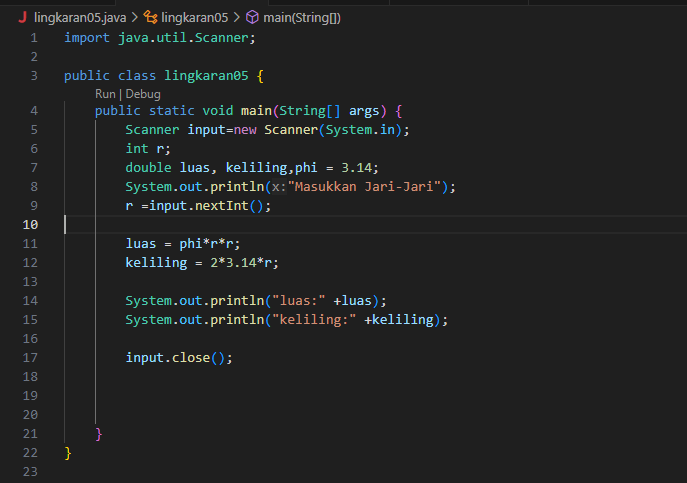 lingkaran05.java > lingkaran05 > main(String[])
1 import java.util.Scanner;
2
3 public class lingkaran05 {
Run | Debug
4 public static void main(String[] args) {
5 Scanner input=new Scanner(System.in);
6 int r;
7 double luas, keliling,phi = 3.14;
8 System.out.println(x:"Masukkan Jari-Jari");
9 r =input.nextInt();
10
11 luas = phi*r*r;
12 keliling = 2*3.14*r;
13
14 System.out.println("luas:" +luas);
15 System.out.println("keliling:" +keliling);
16
17 input.close();
18
19
20
21 }
22 }
23